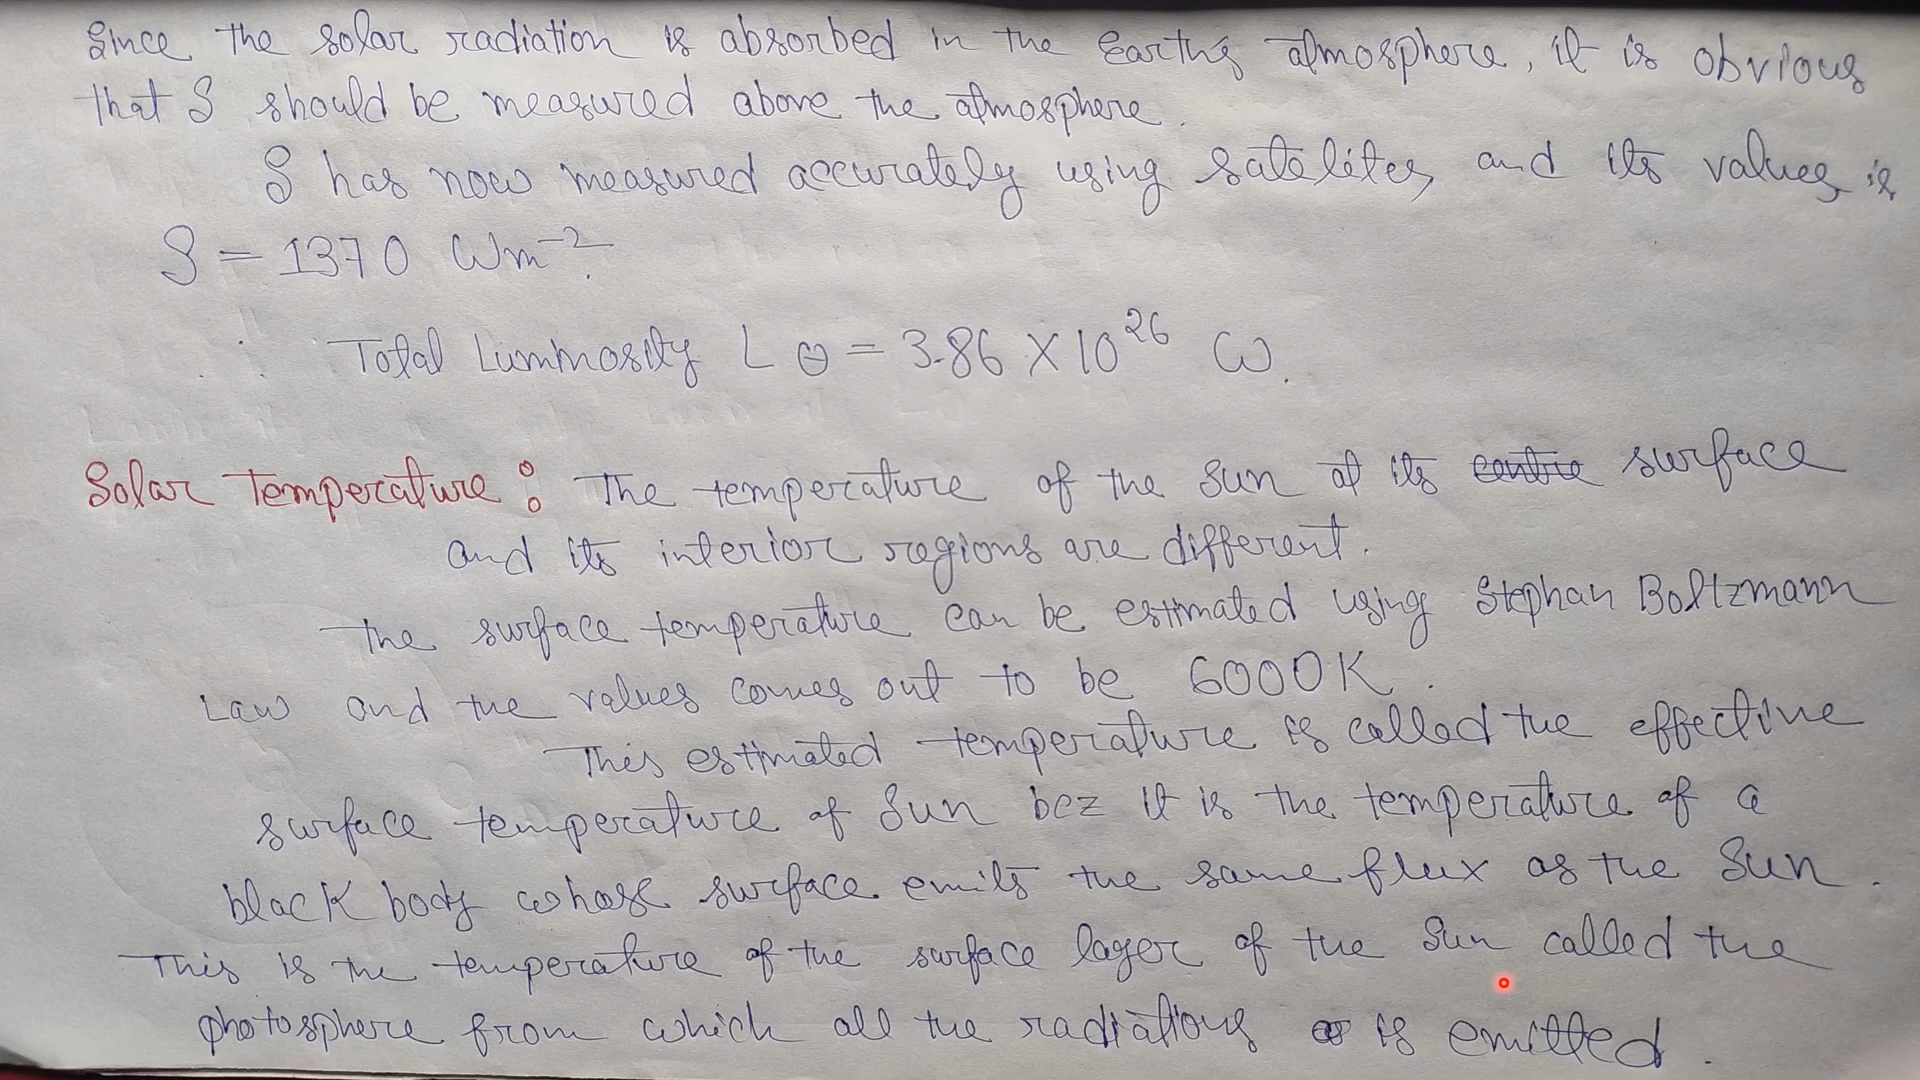 Since the solar radiation is absorbed in the Earths atmosphere, it is obvious
that S should be measured above the atmosphere.
S has now measured accurately using satelites and its values is
S = 1370 Wm⁻².
∴ Total Luminosity L⊙ = 3.86 × 10²⁶ W.
Solar Temperature : The temperature of the Sun at its centre surface
and its interior regions are different.
The surface temperature can be estimated using Stephan Boltzmann
Law and the values comes out to be 6000K.
This estimated temperature is called the effective
surface temperature of Sun bcz it is the temperature of a
black body whose surface emits the same flux as the Sun.
This is the temperature of the surface layer of the Sun called the
photosphere from which all the radiations is emitted.